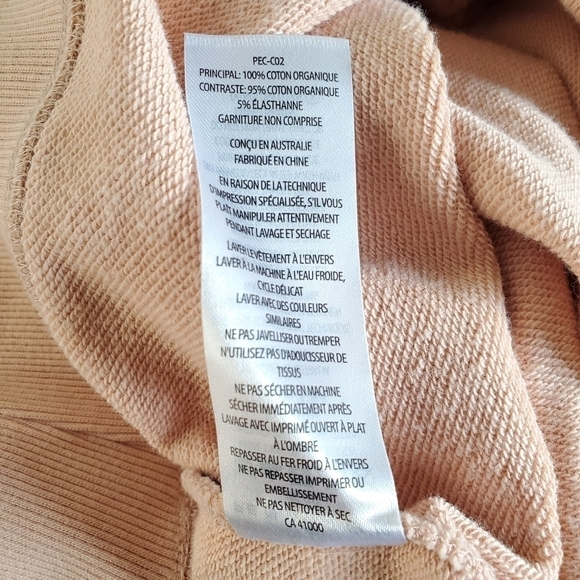 PEC-C02
PRINCIPAL: 100% COTON ORGANIQUE
CONTRASTE: 95% COTON ORGANIQUE
5% ÉLASTHANNE
GARNITURE NON COMPRISE
CONÇU EN AUSTRALIE
FABRIQUÉ EN CHINE
EN RAISON DE LA TECHNIQUE
D'IMPRESSION SPÉCIALISÉE, S'IL VOUS
PLAIT MANIPULER ATTENTIVEMENT
PENDANT LAVAGE ET SECHAGE
LAVER LE VÊTEMENT À L'ENVERS
LAVER À LA MACHINE À L'EAU FROIDE,
CYCLE DÉLICAT
LAVER AVEC DES COULEURS
SIMILAIRES
NE PAS JAVELLISER OU TREMPER
N'UTILISEZ PAS D'ADOUCISSEUR DE
TISSUS
NE PAS SÉCHER EN MACHINE
SÉCHER IMMÉDIATEMENT APRÈS
LAVAGE AVEC IMPRIMÉ OUVERT À PLAT
À L'OMBRE
REPASSER AU FER FROID À L'ENVERS
NE PAS REPASSER IMPRIMER OU
EMBELLISSEMENT
NE PAS NETTOYER À SEC
CA 41000